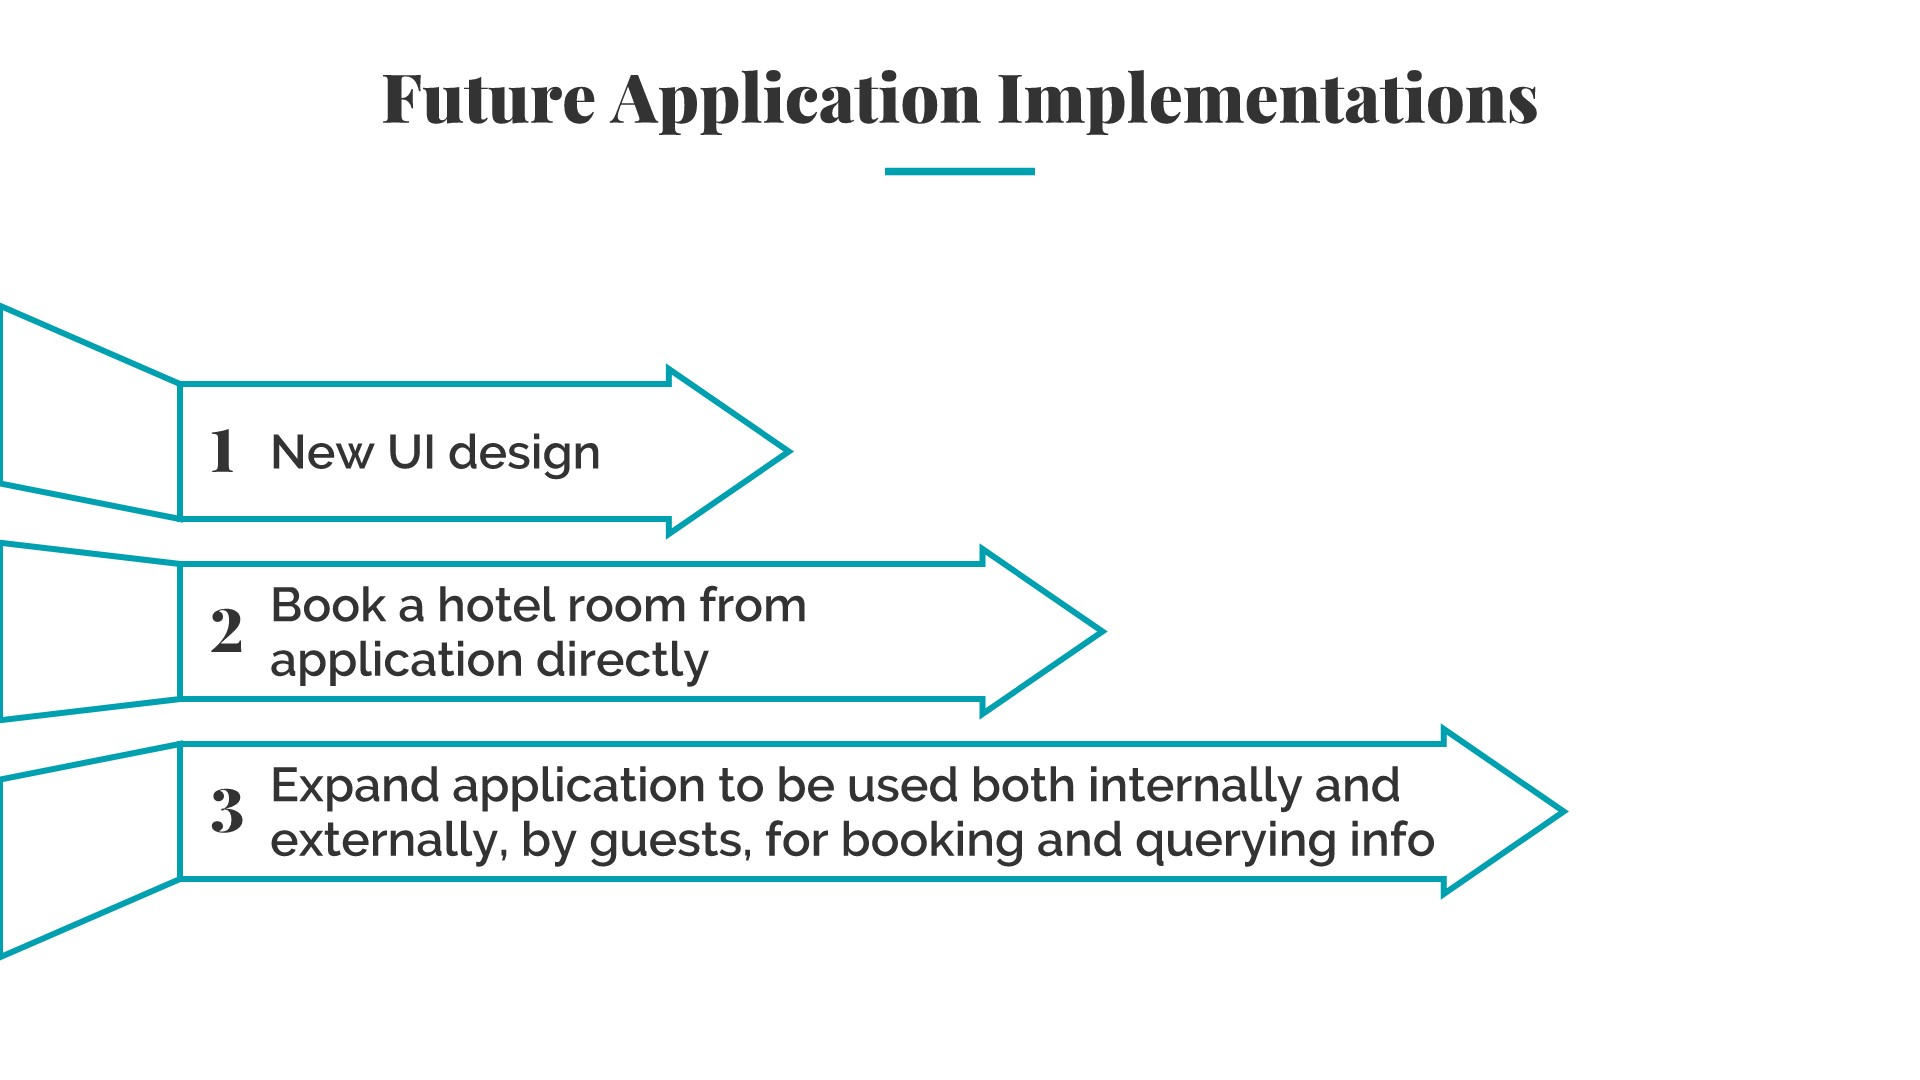 Future Application Implementations
1 New UI design
2 Book a hotel room from
application directly
3 Expand application to be used both internally and
externally, by guests, for booking and querying info